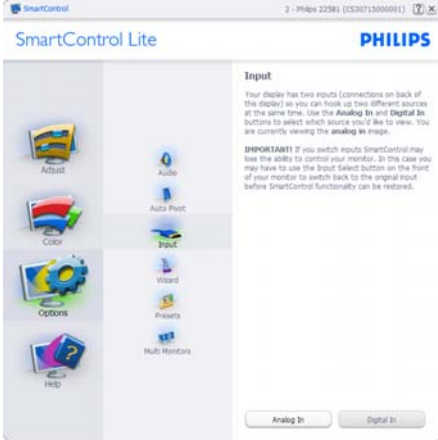 SmartControl
2 - Philips 225B1 (CS30715000001)
SmartControl Lite
PHILIPS
Adjust
Color
Options
Help
Audio
Auto Pivot
Input
Wizard
Presets
Multi Monitors
Input
Your display has two inputs (connections on back of
the display) so you can hook up two different sources
at the same time. Use the Analog In and Digital In
buttons to select which source you'd like to view. You
are currently viewing the analog in image.
IMPORTANT! If you switch inputs SmartControl may
lose the ability to control your monitor. In this case you
may have to use the Input Select button on the front
of your monitor to switch back to the original input
before SmartControl functionality can be restored.
Analog In
Digital In